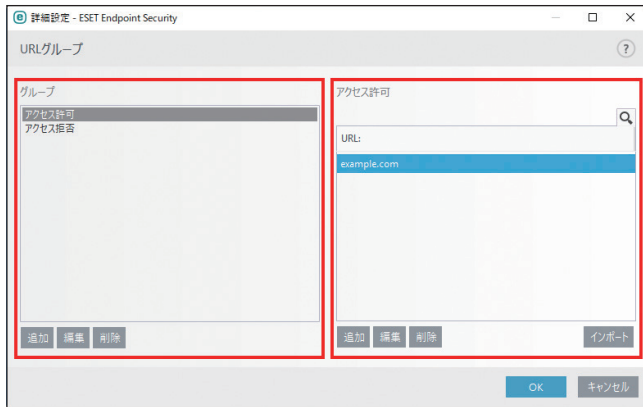 詳細設定 - ESET Endpoint Security
URLグループ
?
グループ
アクセス許可
アクセス拒否
追加 編集 削除
アクセス許可
URL:
example.com
追加 編集 削除 インポート
OK キャンセル